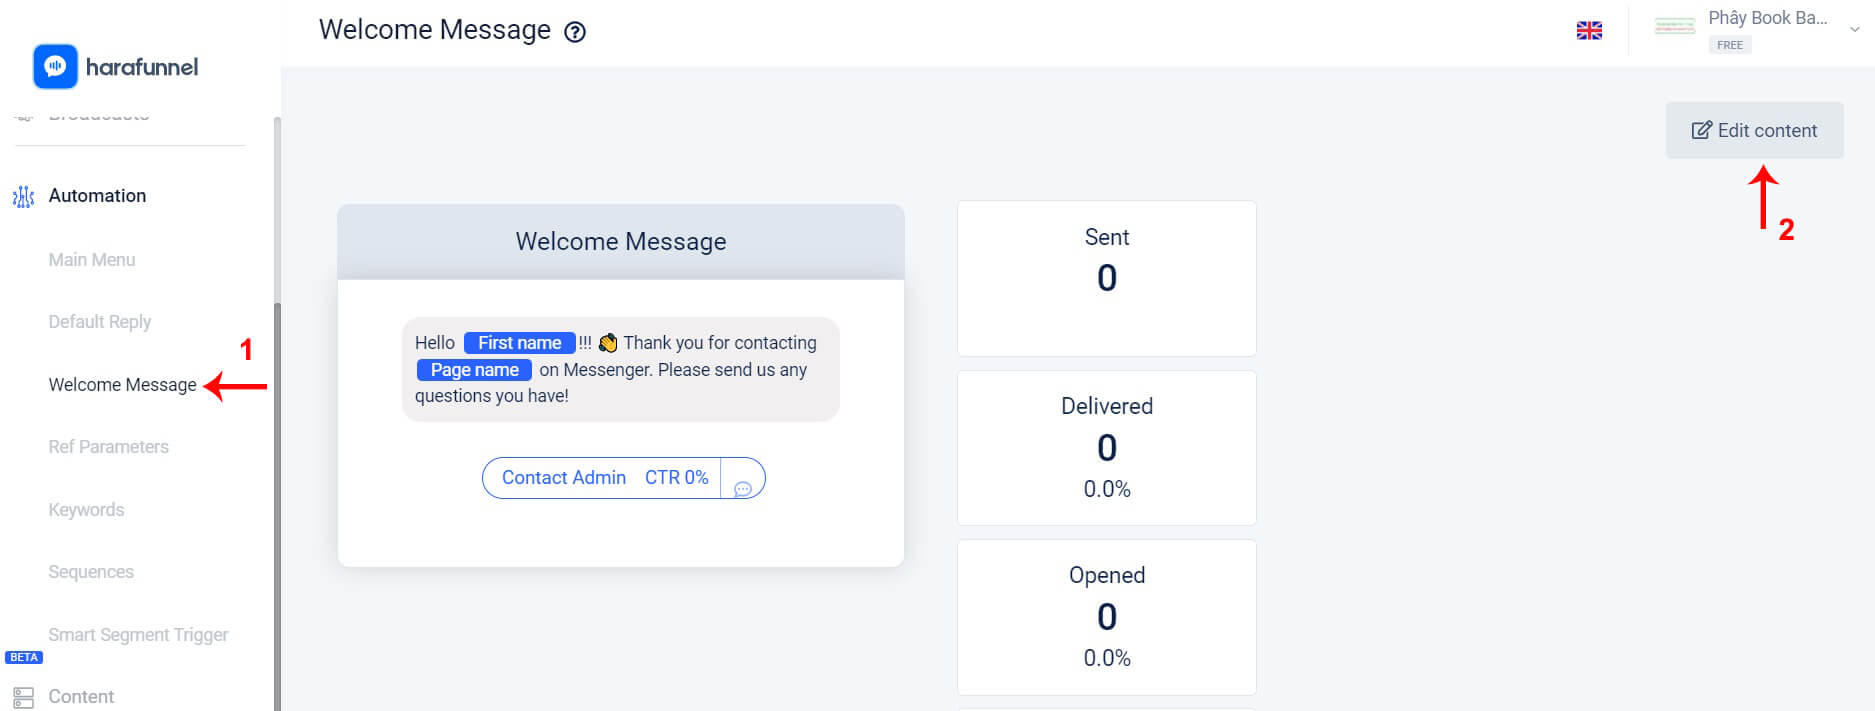 harafunnel
Broadcasts
Automation
Main Menu
Default Reply
1
Welcome Message
Ref Parameters
Keywords
Sequences
Smart Segment Trigger
BETA
Content
Welcome Message ?
Phây Book Ba...
FREE
Edit content
2
Welcome Message
Hello First name !!! 👏 Thank you for contacting
Page name on Messenger. Please send us any
questions you have!
Contact Admin CTR 0%
Sent
0
Delivered
0
0.0%
Opened
0
0.0%